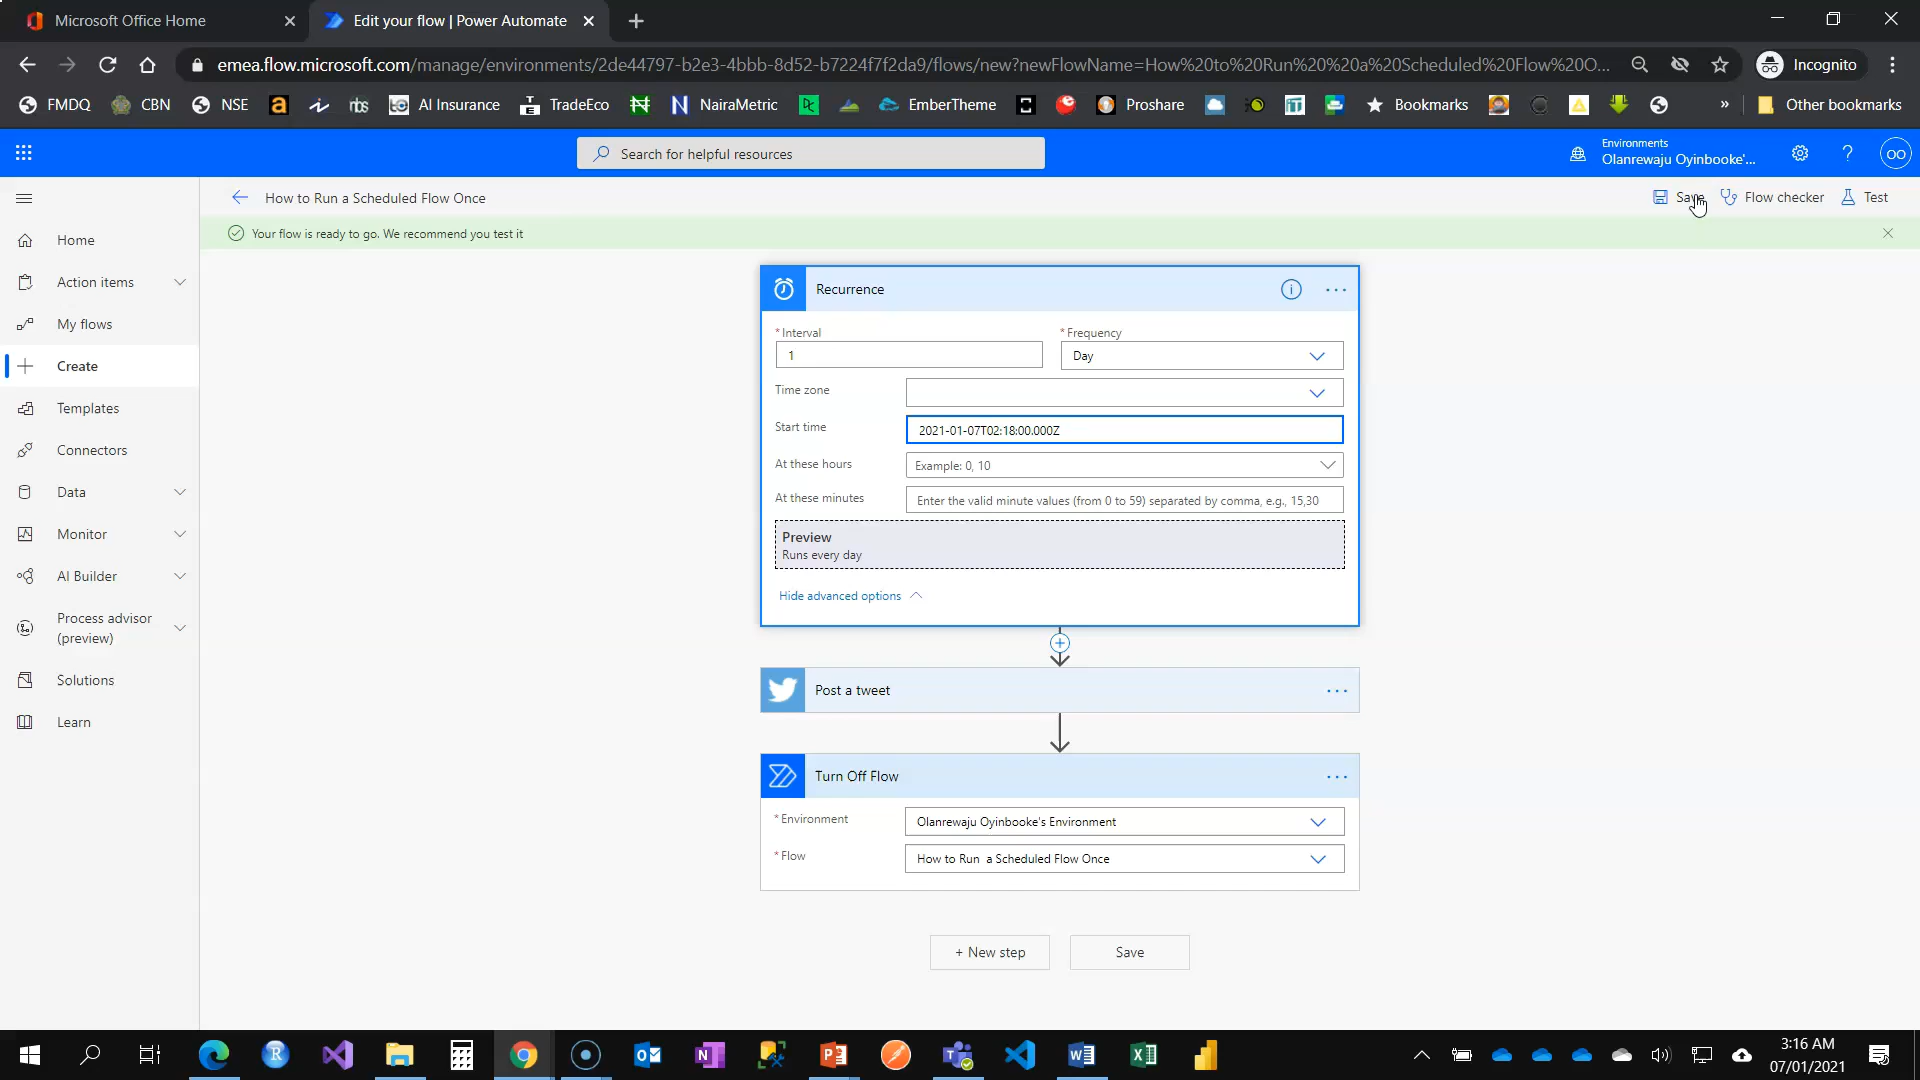 Microsoft Office Home
Edit your flow | Power Automate
emea.flow.microsoft.com/manage/environments/2de44797-b2e3-4bbb-8d52-b7224f7f2da9/flows/new?newFlowName=How%20to%20Run%20%20a%20Scheduled%20Flow%20O...
Incognito
FMDQ
CBN
NSE
AI Insurance
TradeEco
NairaMetric
EmberTheme
Proshare
Bookmarks
»
Other bookmarks
Search for helpful resources
Environments
Olanrewaju Oyinbooke'...
?
OO
How to Run a Scheduled Flow Once
Save
Flow checker
Test
Your flow is ready to go. We recommend you test it
Home
Action items
My flows
Create
Templates
Connectors
Data
Monitor
AI Builder
Process advisor
(preview)
Solutions
Learn
Recurrence
* Interval
* Frequency
1
Day
Time zone
Start time
2021-01-07T02:18:00.000Z
At these hours
Example: 0, 10
At these minutes
Enter the valid minute values (from 0 to 59) separated by comma, e.g., 15,30
Preview
Runs every day
Hide advanced options
Post a tweet
Turn Off Flow
* Environment
Olanrewaju Oyinbooke's Environment
* Flow
How to Run  a Scheduled Flow Once
+ New step
Save
3:16 AM
07/01/2021